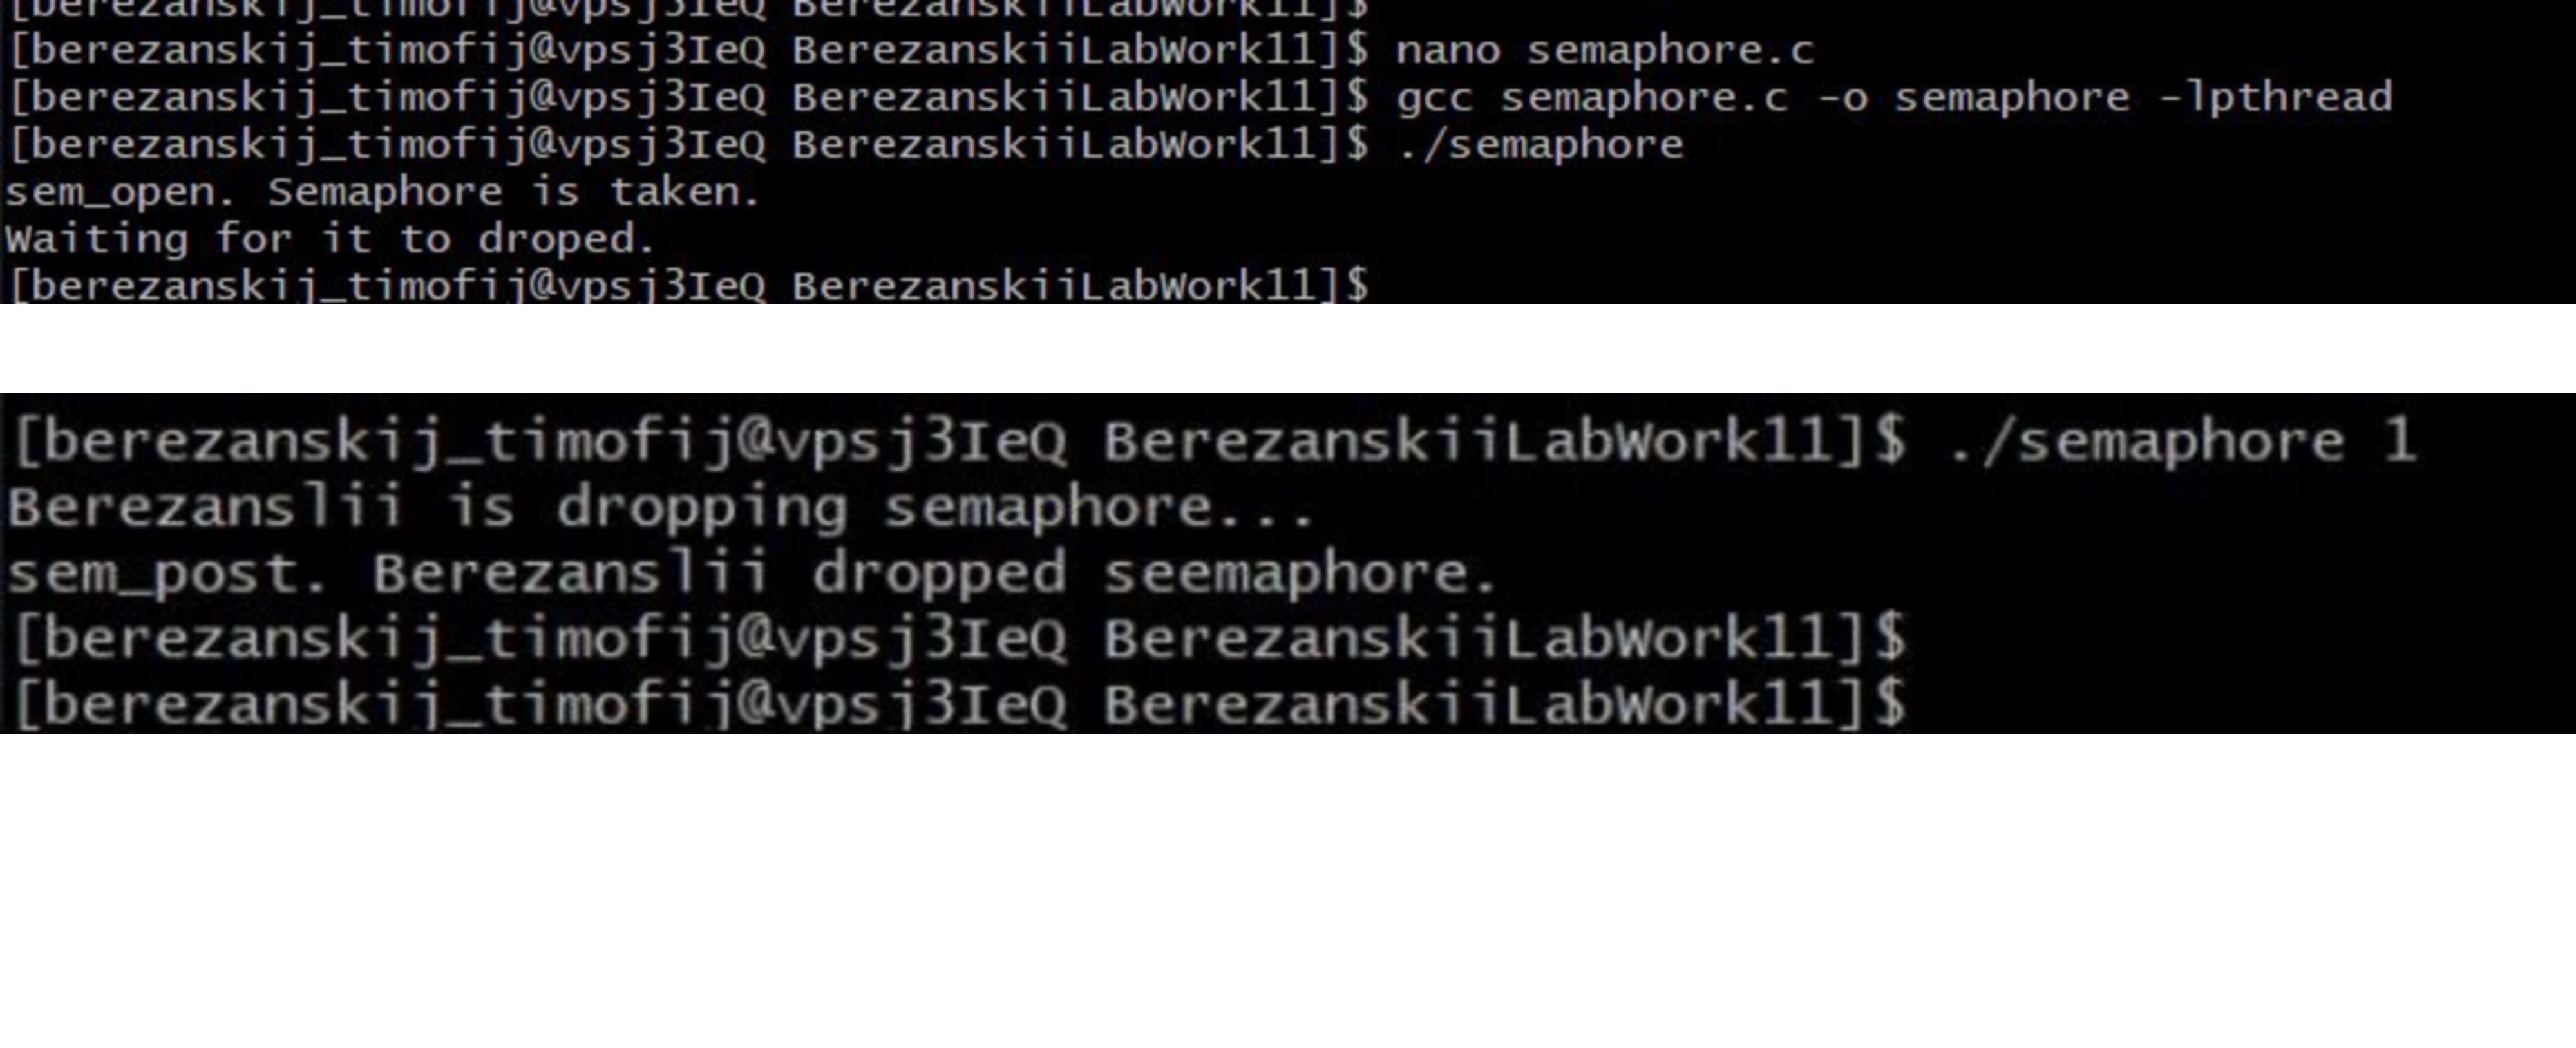 [berezanskij_timofij@vpsj3IeQ BerezanskiiLabWork11]$
[berezanskij_timofij@vpsj3IeQ BerezanskiiLabWork11]$ nano semaphore.c
[berezanskij_timofij@vpsj3IeQ BerezanskiiLabWork11]$ gcc semaphore.c -o semaphore -lpthread
[berezanskij_timofij@vpsj3IeQ BerezanskiiLabWork11]$ ./semaphore
sem_open. Semaphore is taken.
Waiting for it to droped.
[berezanskij_timofij@vpsj3IeQ BerezanskiiLabWork11]$
[berezanskij_timofij@vpsj3IeQ BerezanskiiLabWork11]$ ./semaphore 1
Berezanslii is dropping semaphore...
sem_post. Berezanslii dropped seemaphore.
[berezanskij_timofij@vpsj3IeQ BerezanskiiLabWork11]$
[berezanskij_timofij@vpsj3IeQ BerezanskiiLabWork11]$